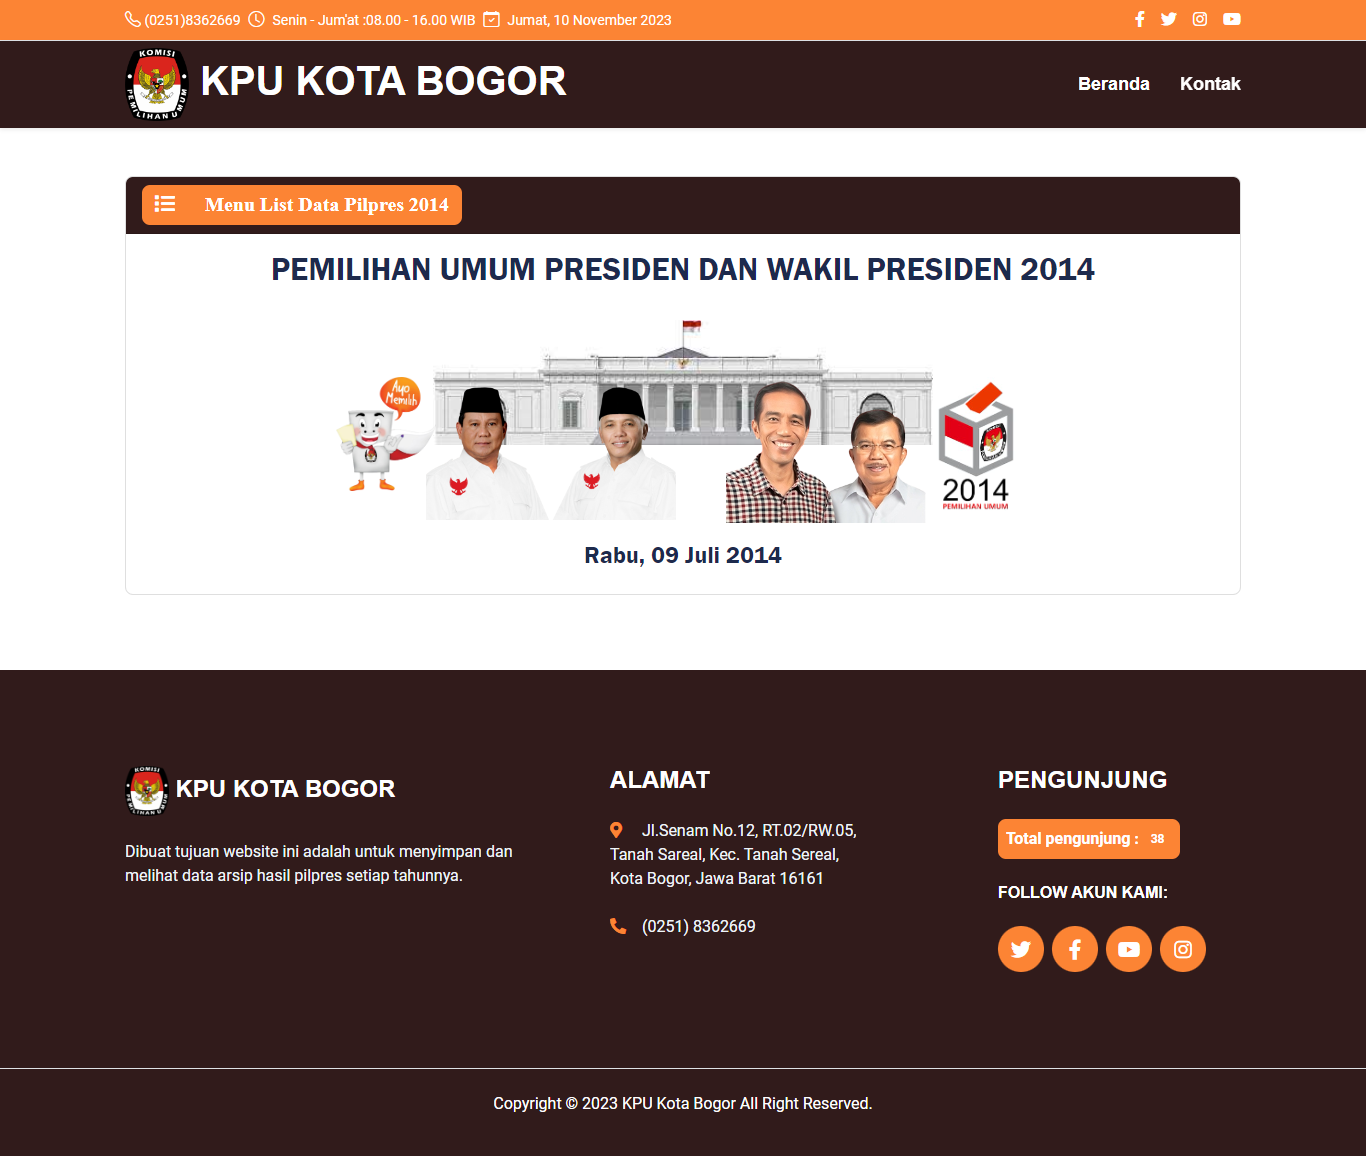 (0251)8362669 Senin - Jum'at :08.00 - 16.00 WIB Jumat, 10 November 2023
KOMISI
PEMILIHAN UMUM
KPU KOTA BOGOR
Beranda Kontak
Menu List Data Pilpres 2014
PEMILIHAN UMUM PRESIDEN DAN WAKIL PRESIDEN 2014
Ayo
Memilih
2014
PEMILIHAN UMUM
Rabu, 09 Juli 2014
KOMISI
PEMILIHAN UMUM
KPU KOTA BOGOR
Dibuat tujuan website ini adalah untuk menyimpan dan
melihat data arsip hasil pilpres setiap tahunnya.
ALAMAT
Jl.Senam No.12, RT.02/RW.05,
Tanah Sareal, Kec. Tanah Sereal,
Kota Bogor, Jawa Barat 16161
(0251) 8362669
PENGUNJUNG
Total pengunjung : 38
FOLLOW AKUN KAMI:
Copyright © 2023 KPU Kota Bogor All Right Reserved.